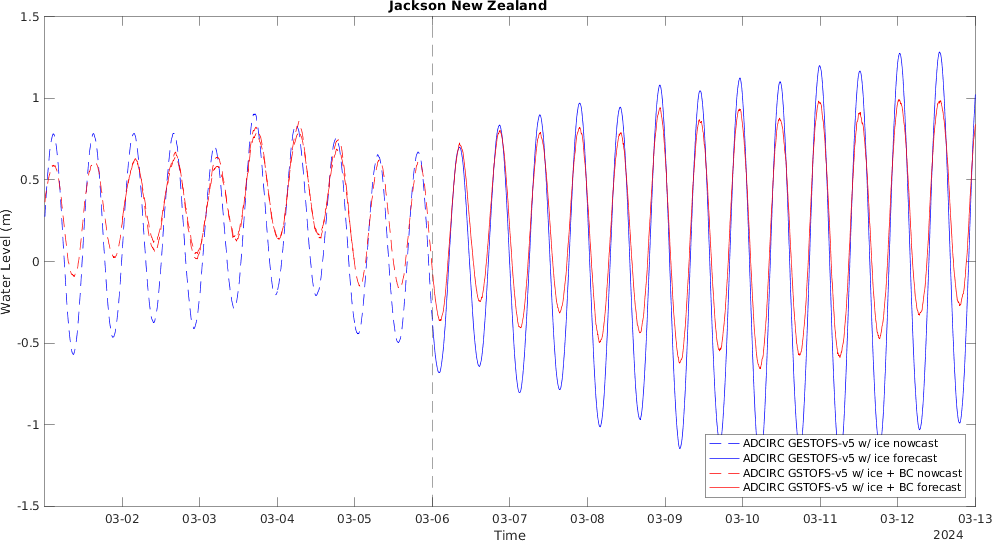 Jackson New Zealand
1.5
1
0.5
0
-0.5
-1
-1.5
Water Level (m)
03-02
03-03
03-04
03-05
03-06
03-07
03-08
03-09
03-10
03-11
03-12
03-13
Time
2024
ADCIRC GESTOFS-v5 w/ ice nowcast
ADCIRC GESTOFS-v5 w/ ice forecast
ADCIRC GSTOFS-v5 w/ ice + BC nowcast
ADCIRC GSTOFS-v5 w/ ice + BC forecast